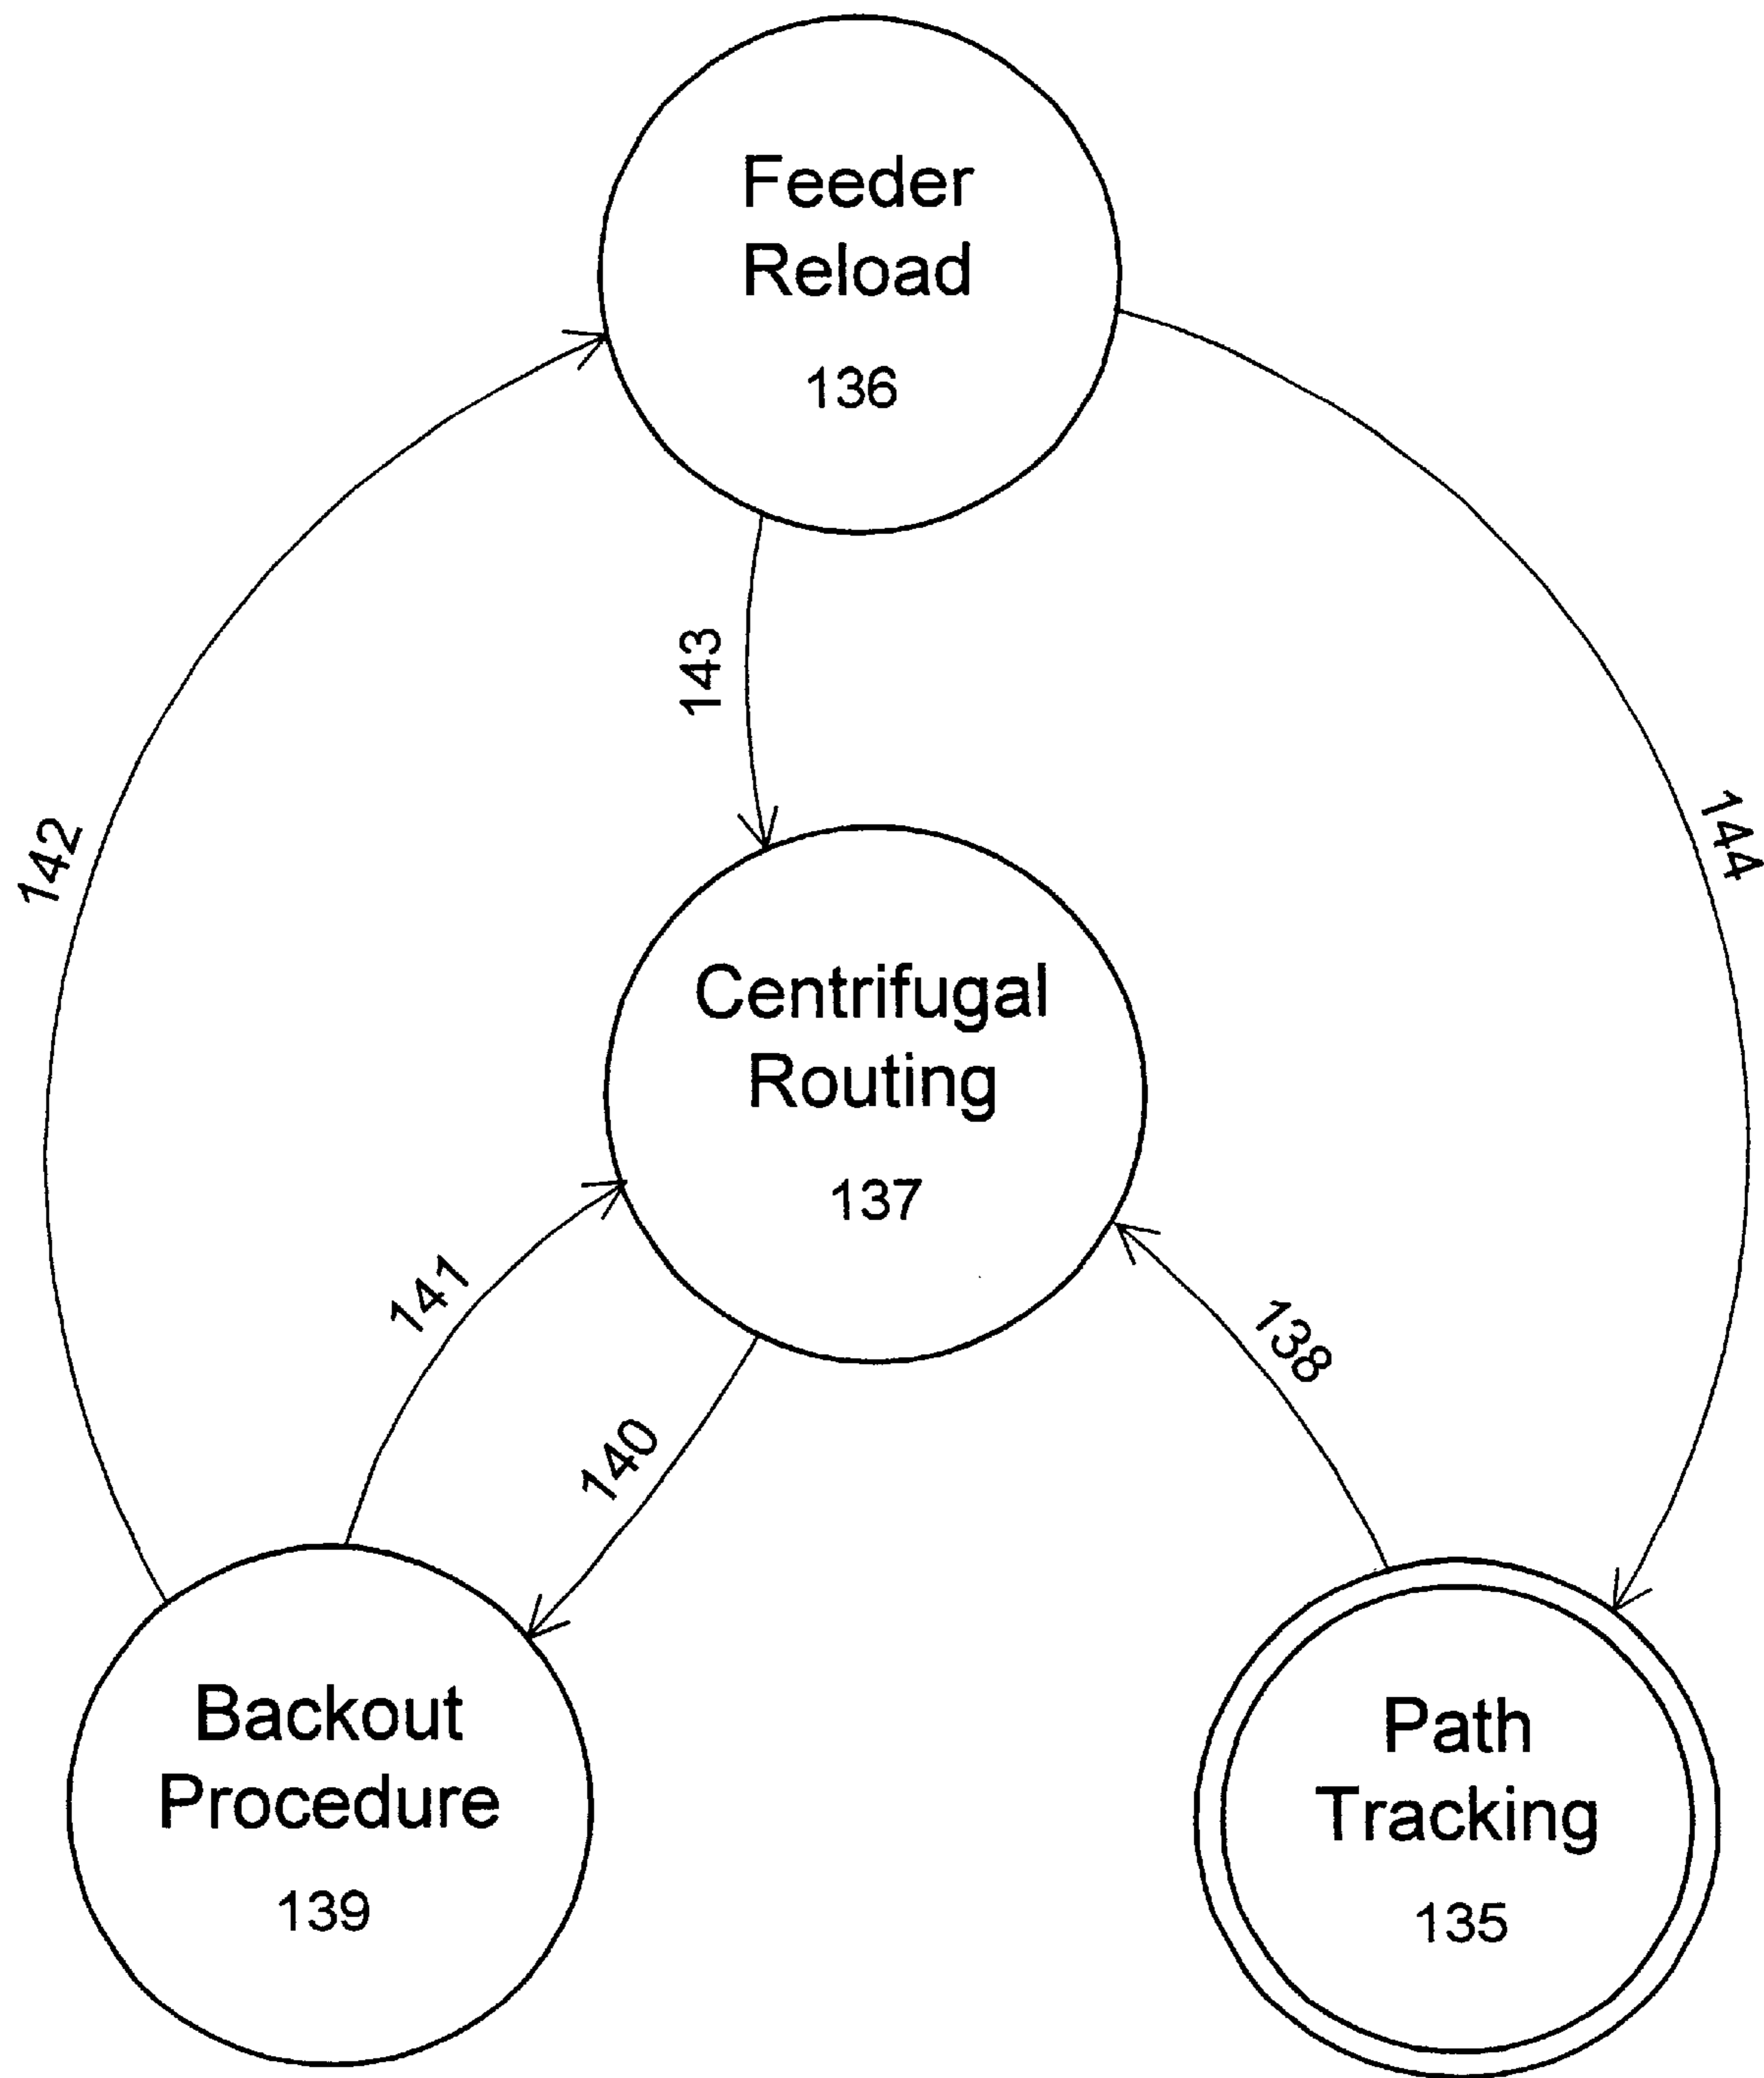 Feeder
Reload
136
143
142
144
Centrifugal
Routing
137
141
138
140
Backout
Procedure
139
Path
Tracking
135